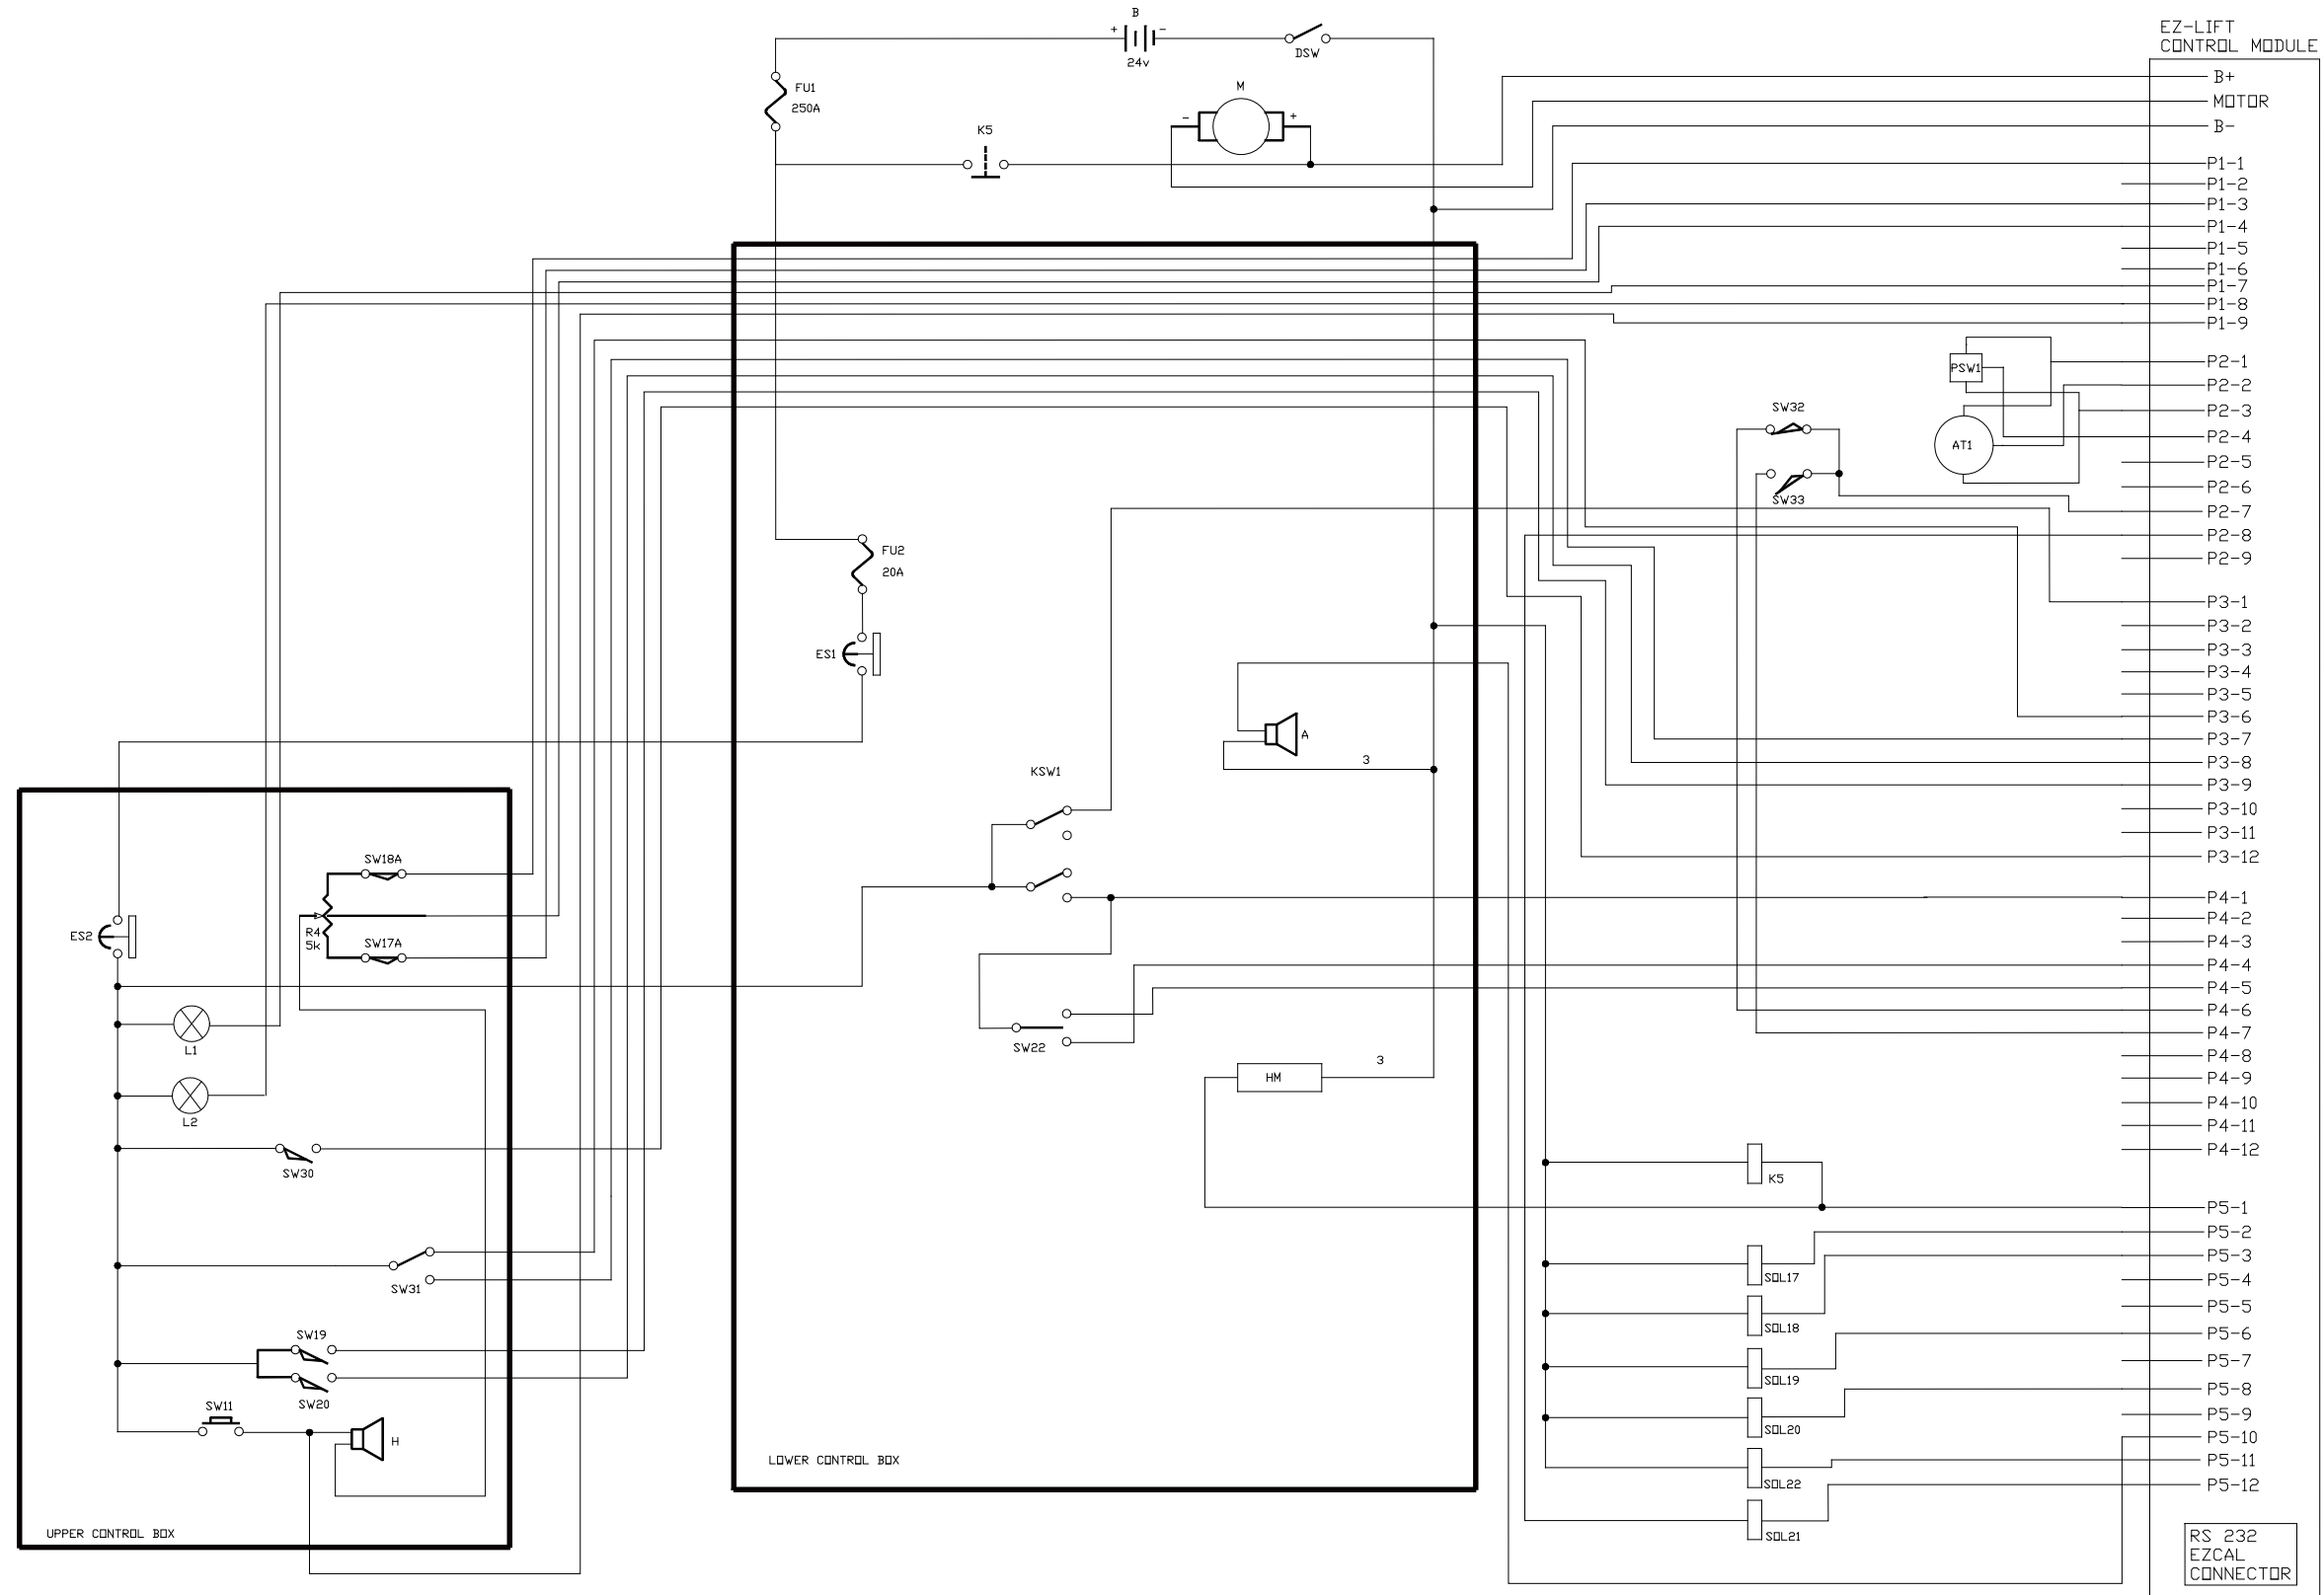 B
+ -
24v
DSW
EZ-LIFT
CONTROL MODULE
FU1
250A
M
- +
K5
B+
MOTOR
B-
P1-1
P1-2
P1-3
P1-4
P1-5
P1-6
P1-7
P1-8
P1-9
PSW1
AT1
SW32
SW33
P2-1
P2-2
P2-3
P2-4
P2-5
P2-6
P2-7
P2-8
P2-9
FU2
20A
ES1
P3-1
P3-2
P3-3
P3-4
P3-5
P3-6
P3-7
P3-8
P3-9
P3-10
P3-11
P3-12
A
3
KSW1
SW18A
R4
5k
SW17A
ES2
L1
L2
SW22
HM
3
P4-1
P4-2
P4-3
P4-4
P4-5
P4-6
P4-7
P4-8
P4-9
P4-10
P4-11
P4-12
SW30
SW31
SW19
SW20
SW11
H
K5
SOL17
SOL18
SOL19
SOL20
SOL22
SOL21
P5-1
P5-2
P5-3
P5-4
P5-5
P5-6
P5-7
P5-8
P5-9
P5-10
P5-11
P5-12
LOWER CONTROL BOX
UPPER CONTROL BOX
RS 232
EZCAL
CONNECTOR